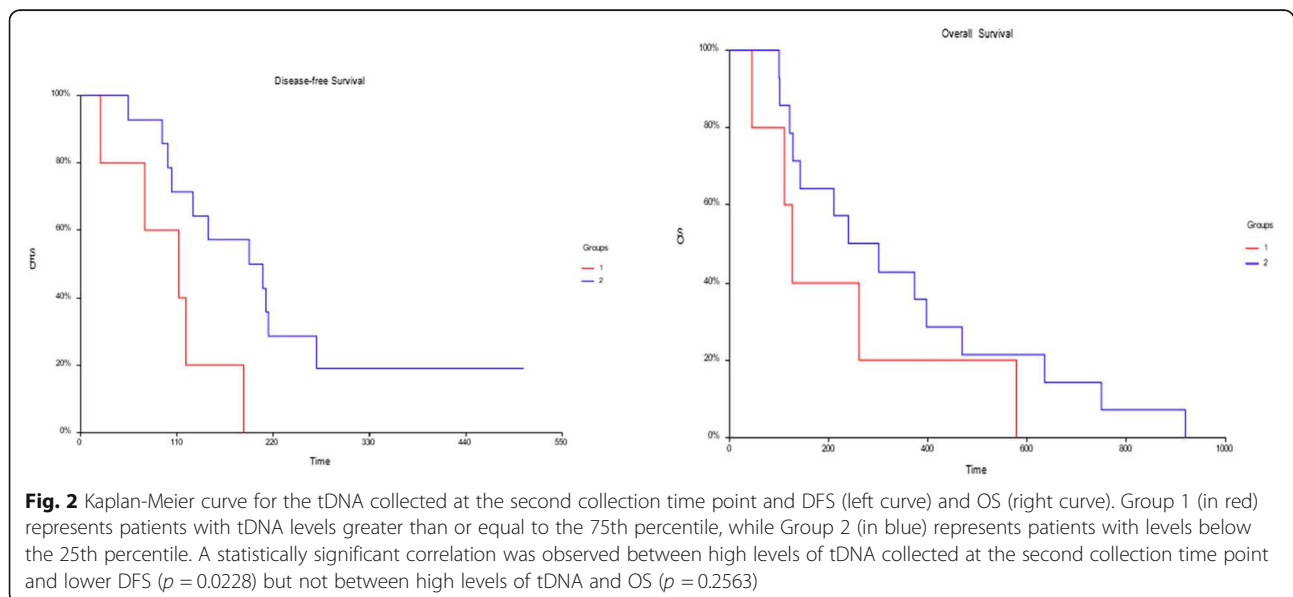 Disease-free Survival
100%
80%
60%
40%
20%
0%
0 110 220 330 440 550
Time
Groups
1
2
Overall Survival
100%
80%
60%
40%
20%
0%
SO
0 200 400 600 800 1000
Time
Groups
1
2
Fig. 2 Kaplan-Meier curve for the tDNA collected at the second collection time point and DFS (left curve) and OS (right curve). Group 1 (in red)
represents patients with tDNA levels greater than or equal to the 75th percentile, while Group 2 (in blue) represents patients with levels below
the 25th percentile. A statistically significant correlation was observed between high levels of tDNA collected at the second collection time point
and lower DFS (p = 0.0228) but not between high levels of tDNA and OS (p = 0.2563)